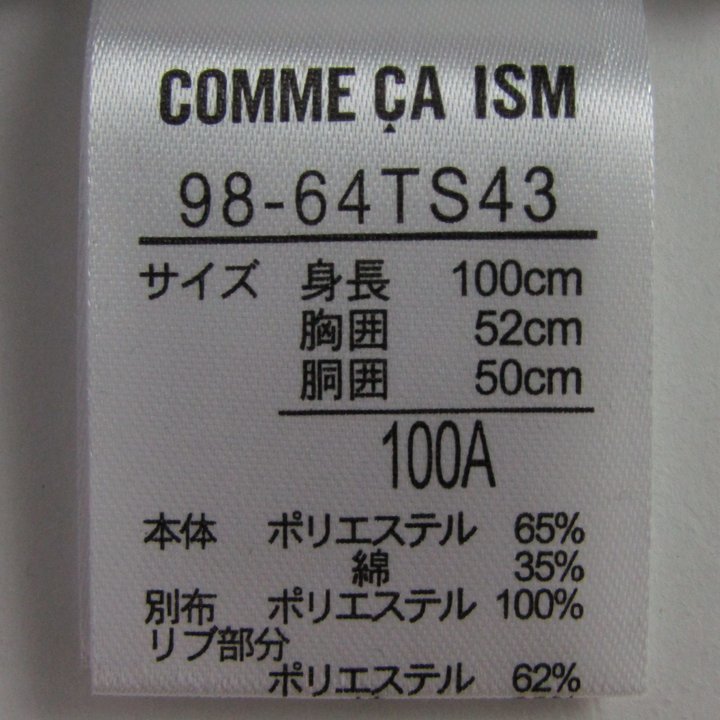 COMME ÇA ISM
98-64TS43
サイズ 身長 100cm
胸囲 52cm
胴囲 50cm
100A
本体 ポリエステル 65%
綿 35%
別布 ポリエステル 100%
リブ部分
ポリエステル 62%